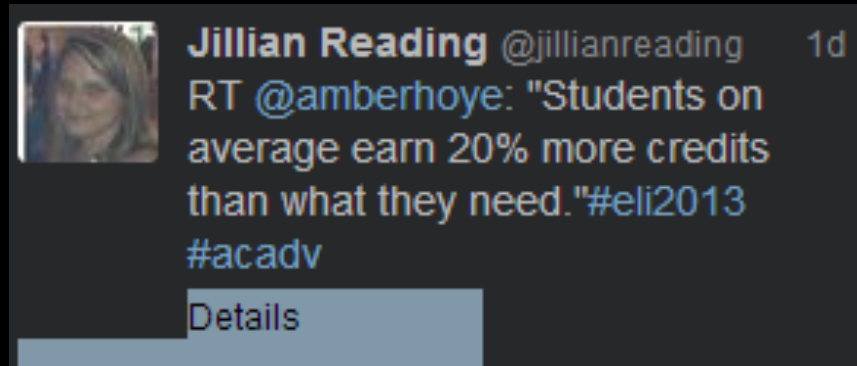 Jillian Reading @jillianreading 1d
RT @amberhoye: "Students on
average earn 20% more credits
than what they need."#eli2013
#acadv
Details